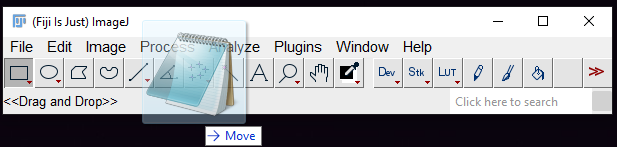 (Fiji Is Just) ImageJ
File Edit Image Process Analyze Plugins Window Help
A Dev Stk LUT >>
<<Drag and Drop>> Click here to search
Move